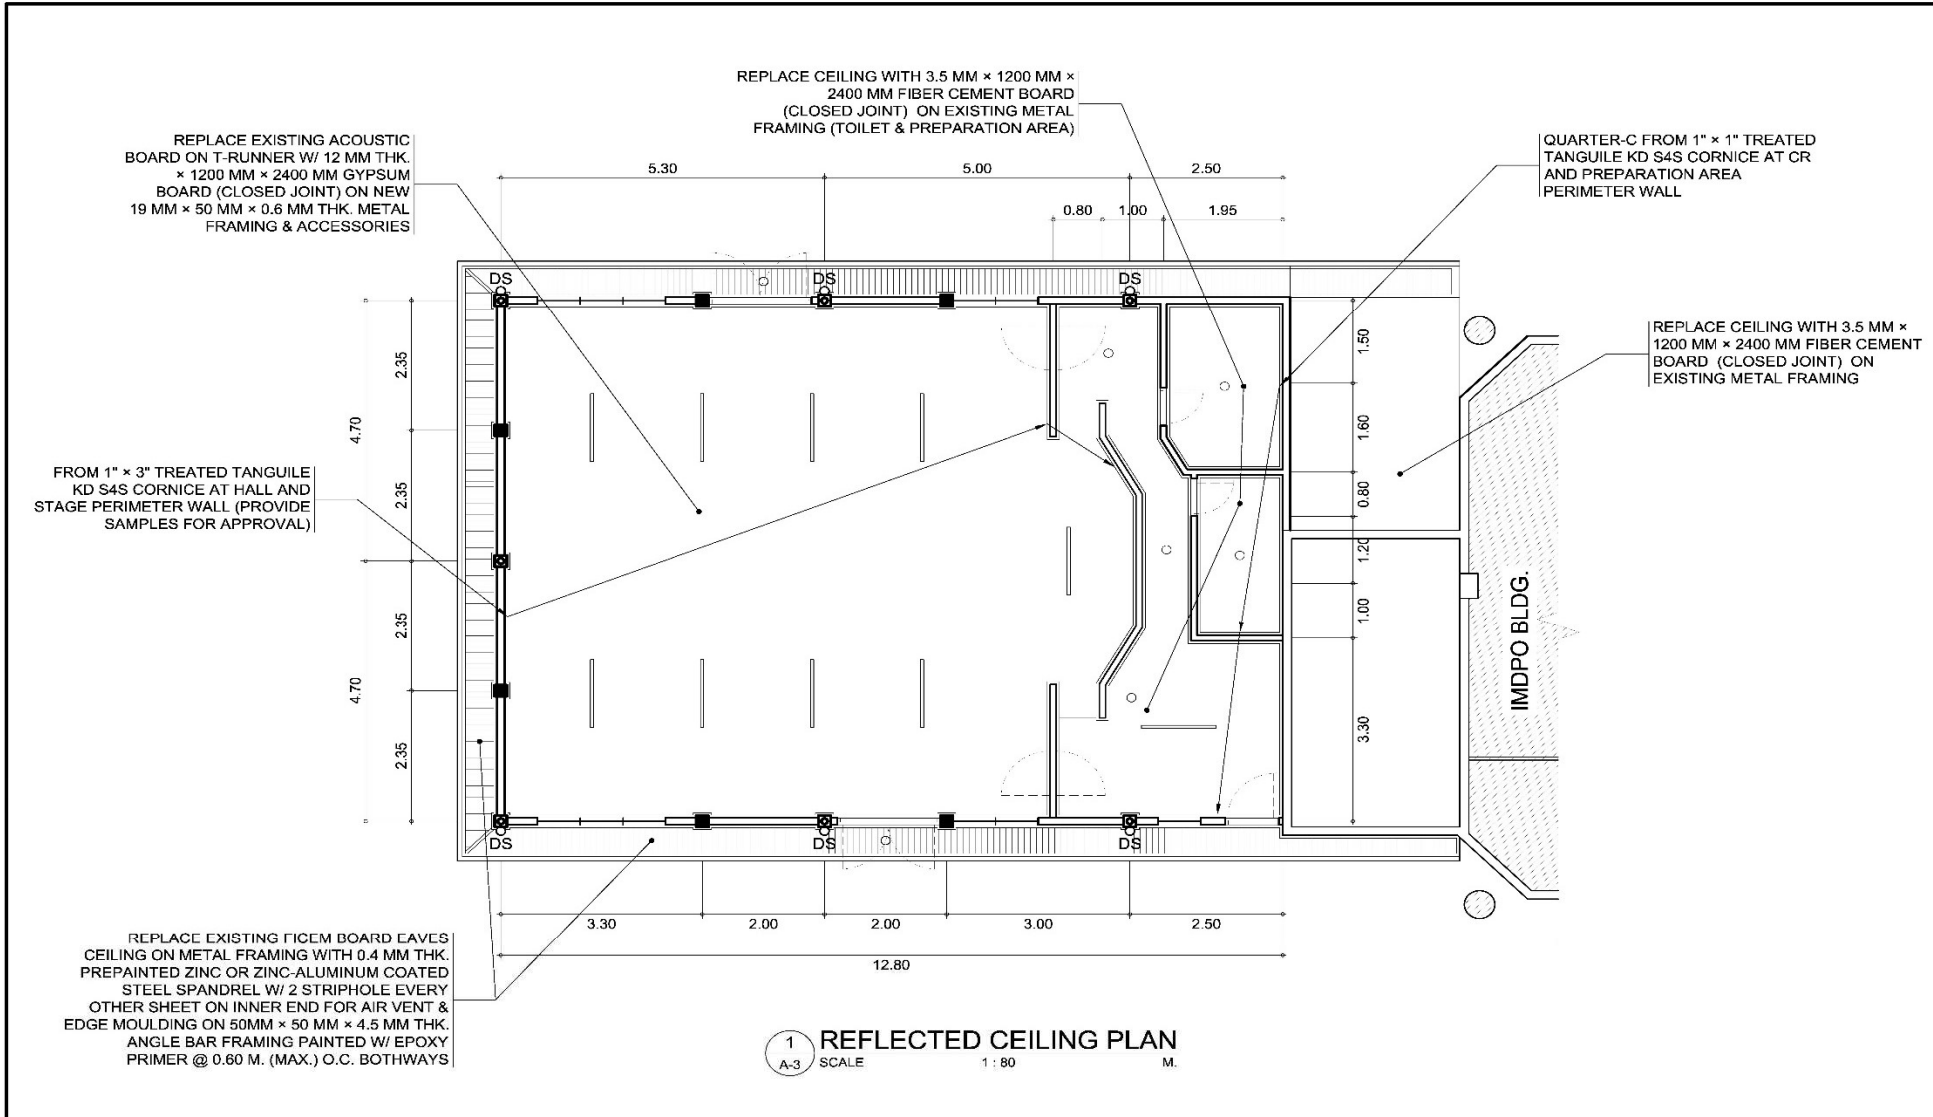 REPLACE CEILING WITH 3.5 MM × 1200 MM ×
2400 MM FIBER CEMENT BOARD
(CLOSED JOINT) ON EXISTING METAL
FRAMING (TOILET & PREPARATION AREA)
REPLACE EXISTING ACOUSTIC
BOARD ON T-RUNNER W/ 12 MM THK.
× 1200 MM × 2400 MM GYPSUM
BOARD (CLOSED JOINT) ON NEW
19 MM × 50 MM × 0.6 MM THK. METAL
FRAMING & ACCESSORIES
QUARTER-C FROM 1" × 1" TREATED
TANGUILE KD S4S CORNICE AT CR
AND PREPARATION AREA
PERIMETER WALL
5.30 5.00 2.50
0.80 1.00 1.95
DS DS DS
REPLACE CEILING WITH 3.5 MM ×
1200 MM × 2400 MM FIBER CEMENT
BOARD (CLOSED JOINT) ON
EXISTING METAL FRAMING
4.70
4.70
2.35
2.35
2.35
2.35
1.50
1.60
0.80
1.20
1.00
3.30
FROM 1" × 3" TREATED TANGUILE
KD S4S CORNICE AT HALL AND
STAGE PERIMETER WALL (PROVIDE
SAMPLES FOR APPROVAL)
IMDPO BLDG.
DS DS DS
3.30 2.00 2.00 3.00 2.50
12.80
REPLACE EXISTING FICEM BOARD EAVES
CEILING ON METAL FRAMING WITH 0.4 MM THK.
PREPAINTED ZINC OR ZINC-ALUMINUM COATED
STEEL SPANDREL W/ 2 STRIPHOLE EVERY
OTHER SHEET ON INNER END FOR AIR VENT &
EDGE MOULDING ON 50MM × 50 MM × 4.5 MM THK.
ANGLE BAR FRAMING PAINTED W/ EPOXY
PRIMER @ 0.60 M. (MAX.) O.C. BOTHWAYS
1
A-3
REFLECTED CEILING PLAN
SCALE 1 : 80 M.